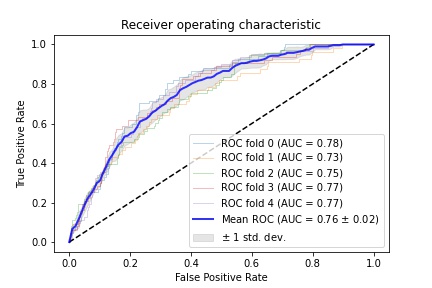 Receiver operating characteristic
True Positive Rate
1.0
0.8
0.6
0.4
0.2
0.0
ROC fold 0 (AUC = 0.78)
ROC fold 1 (AUC = 0.73)
ROC fold 2 (AUC = 0.75)
ROC fold 3 (AUC = 0.77)
ROC fold 4 (AUC = 0.77)
Mean ROC (AUC = 0.76 ± 0.02)
± 1 std. dev.
0.0 0.2 0.4 0.6 0.8 1.0
False Positive Rate